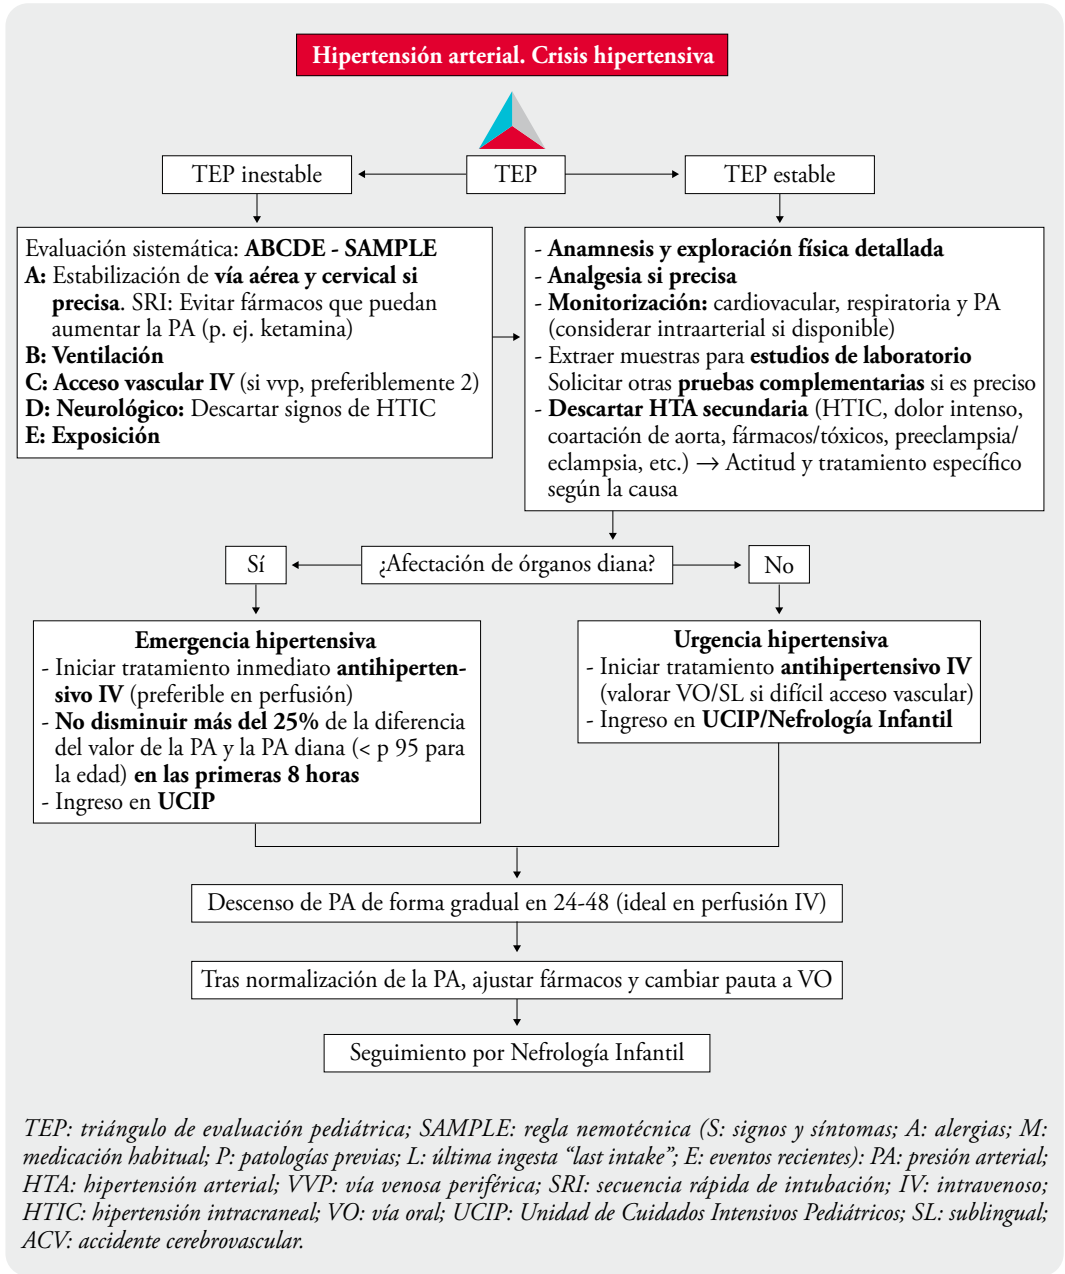 Hipertensión arterial. Crisis hipertensiva
TEP inestable
TEP
TEP estable
Evaluación sistemática: ABCDE - SAMPLE
A: Estabilización de vía aérea y cervical si
precisa. SRI: Evitar fármacos que puedan
aumentar la PA (p. ej. ketamina)
B: Ventilación
C: Acceso vascular IV (si vvp, preferiblemente 2)
D: Neurológico: Descartar signos de HTIC
E: Exposición
- Anamnesis y exploración física detallada
- Analgesia si precisa
- Monitorización: cardiovascular, respiratoria y PA
(considerar intraarterial si disponible)
- Extraer muestras para estudios de laboratorio
Solicitar otras pruebas complementarias si es preciso
- Descartar HTA secundaria (HTIC, dolor intenso,
coartación de aorta, fármacos/tóxicos, preeclampsia/
eclampsia, etc.) → Actitud y tratamiento específico
según la causa
Sí
¿Afectación de órganos diana?
No
Emergencia hipertensiva
- Iniciar tratamiento inmediato antihiperten-
sivo IV (preferible en perfusión)
- No disminuir más del 25% de la diferencia
del valor de la PA y la PA diana (< p 95 para
la edad) en las primeras 8 horas
- Ingreso en UCIP
Urgencia hipertensiva
- Iniciar tratamiento antihipertensivo IV
(valorar VO/SL si difícil acceso vascular)
- Ingreso en UCIP/Nefrología Infantil
Descenso de PA de forma gradual en 24-48 (ideal en perfusión IV)
Tras normalización de la PA, ajustar fármacos y cambiar pauta a VO
Seguimiento por Nefrología Infantil
TEP: triángulo de evaluación pediátrica; SAMPLE: regla nemotécnica (S: signos y síntomas; A: alergias; M:
medicación habitual; P: patologías previas; L: última ingesta “last intake”; E: eventos recientes): PA: presión arterial;
HTA: hipertensión arterial; VVP: vía venosa periférica; SRI: secuencia rápida de intubación; IV: intravenoso;
HTIC: hipertensión intracraneal; VO: vía oral; UCIP: Unidad de Cuidados Intensivos Pediátricos; SL: sublingual;
ACV: accidente cerebrovascular.